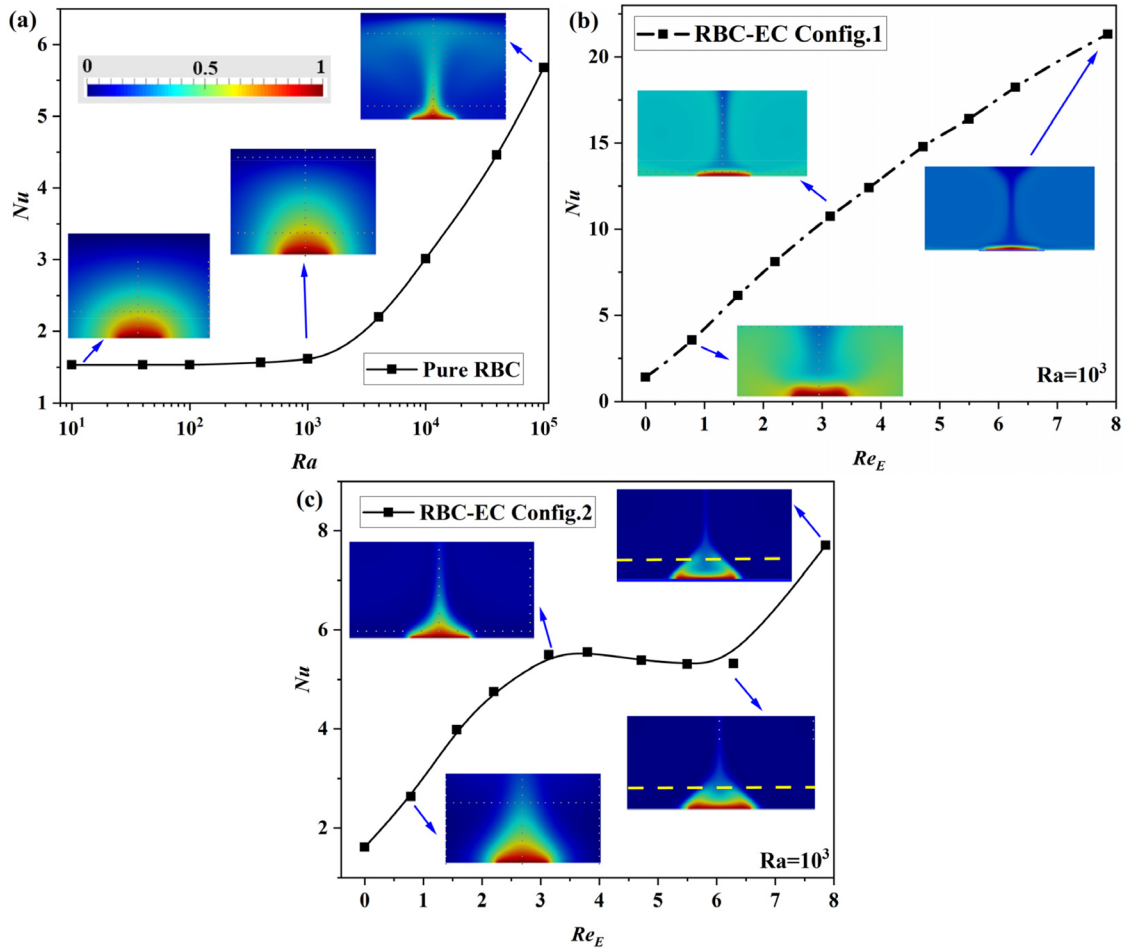 (a)
6
5
4
3
2
1
Nu
0 0.5 1
Pure RBC
10¹ 10² 10³ 10⁴ 10⁵
Ra
(b)
20
15
10
5
0
Nu
RBC-EC Config.1
Ra=10³
0 1 2 3 4 5 6 7 8
Re_E
(c)
8
6
4
2
Nu
RBC-EC Config.2
Ra=10³
0 1 2 3 4 5 6 7 8
Re_E